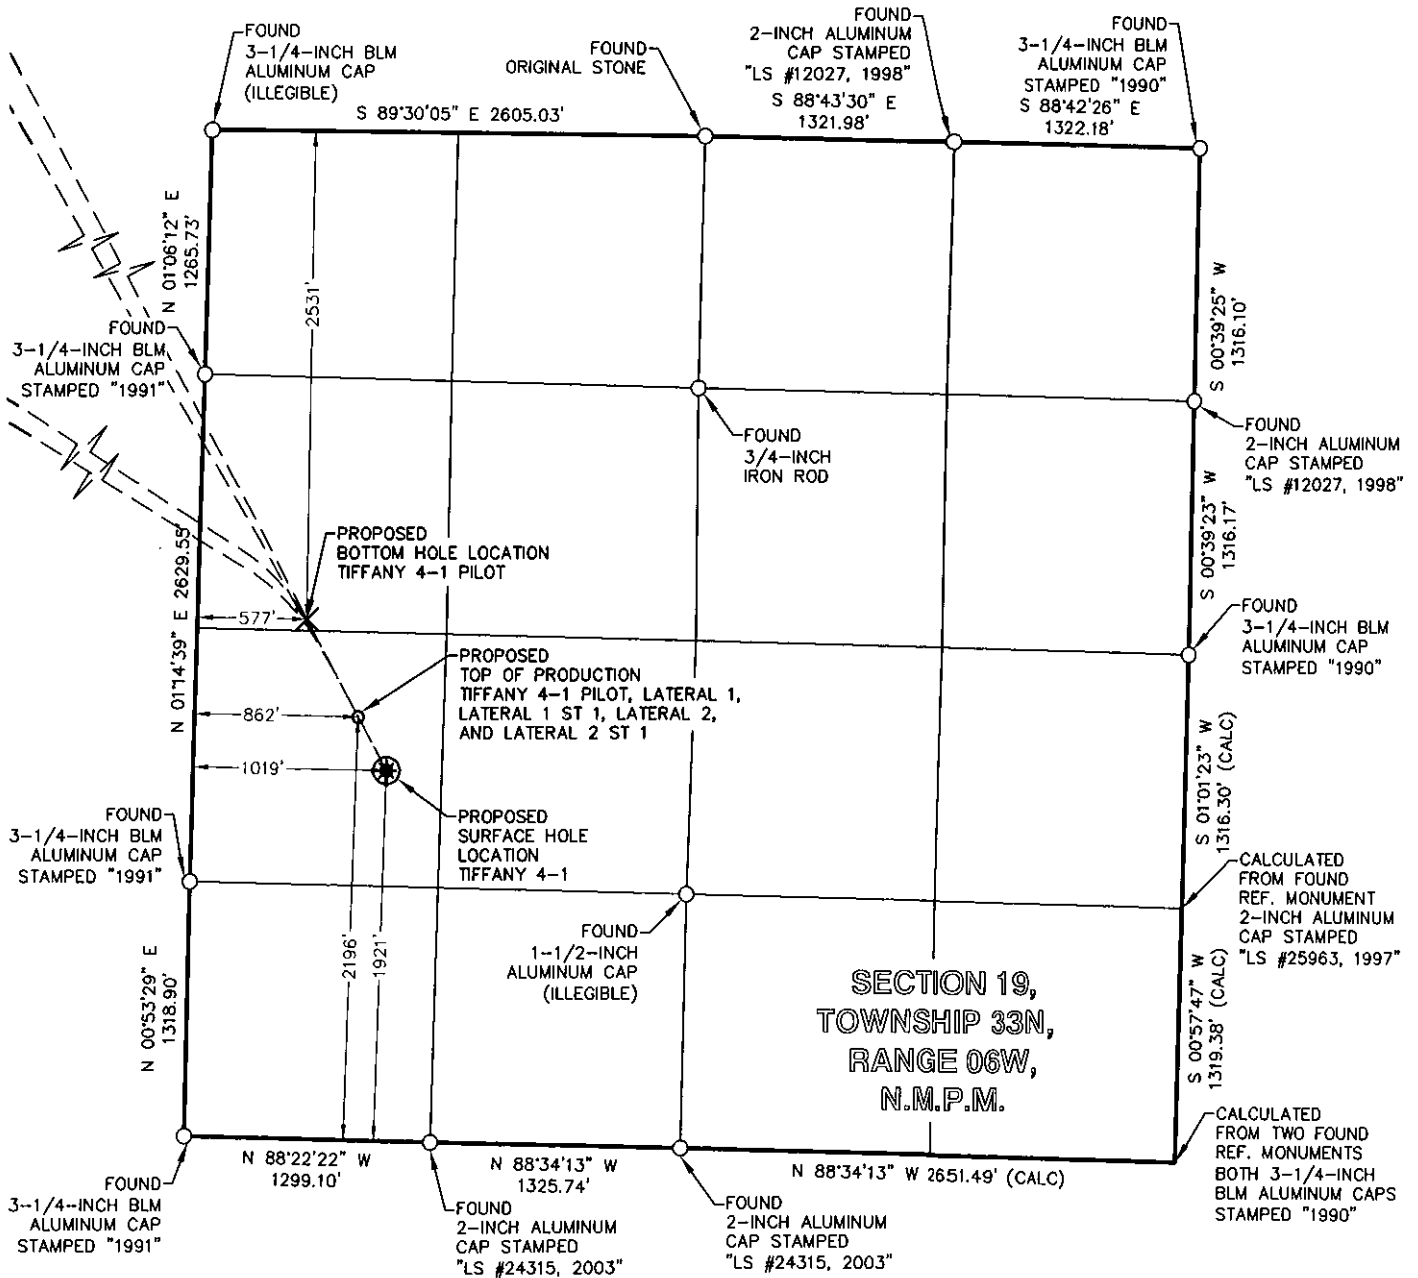 FOUND
3-1/4-INCH BLM
ALUMINUM CAP
(ILLEGIBLE)
S 89°30'05" E 2605.03'
FOUND
ORIGINAL STONE
FOUND
2-INCH ALUMINUM
CAP STAMPED
"LS #12027, 1998"
S 88°43'30" E
1321.98'
FOUND
3-1/4-INCH BLM
ALUMINUM CAP
STAMPED "1990"
S 88°42'26" E
1322.18'
N 01°06'12" E
1265.73'
2531'
S 00°39'25" W
1316.10'
FOUND
3-1/4-INCH BLM
ALUMINUM CAP
STAMPED "1991"
FOUND
3/4-INCH
IRON ROD
FOUND
2-INCH ALUMINUM
CAP STAMPED
"LS #12027, 1998"
N 01°14'39" E 2629.55'
PROPOSED
BOTTOM HOLE LOCATION
TIFFANY 4-1 PILOT
577'
S 00°39'23" W
1316.17'
FOUND
3-1/4-INCH BLM
ALUMINUM CAP
STAMPED "1990"
PROPOSED
TOP OF PRODUCTION
TIFFANY 4-1 PILOT, LATERAL 1,
LATERAL 1 ST 1, LATERAL 2,
AND LATERAL 2 ST 1
862'
1019'
PROPOSED
SURFACE HOLE
LOCATION
TIFFANY 4-1
S 01°01'23" W
1316.30' (CALC)
FOUND
3-1/4-INCH BLM
ALUMINUM CAP
STAMPED "1991"
CALCULATED
FROM FOUND
REF. MONUMENT
2-INCH ALUMINUM
CAP STAMPED
"LS #25963, 1997"
FOUND
1-1/2-INCH
ALUMINUM CAP
(ILLEGIBLE)
N 00°53'29" E
1318.90'
2196'
1921'
SECTION 19,
TOWNSHIP 33N,
RANGE 06W,
N.M.P.M.
S 00°57'47" W
1319.38' (CALC)
CALCULATED
FROM TWO FOUND
REF. MONUMENTS
BOTH 3-1/4-INCH
BLM ALUMINUM CAPS
STAMPED "1990"
N 88°22'22" W
1299.10'
N 88°34'13" W
1325.74'
N 88°34'13" W 2651.49' (CALC)
FOUND
3-1/4-INCH BLM
ALUMINUM CAP
STAMPED "1991"
FOUND
2-INCH ALUMINUM
CAP STAMPED
"LS #24315, 2003"
FOUND
2-INCH ALUMINUM
CAP STAMPED
"LS #24315, 2003"